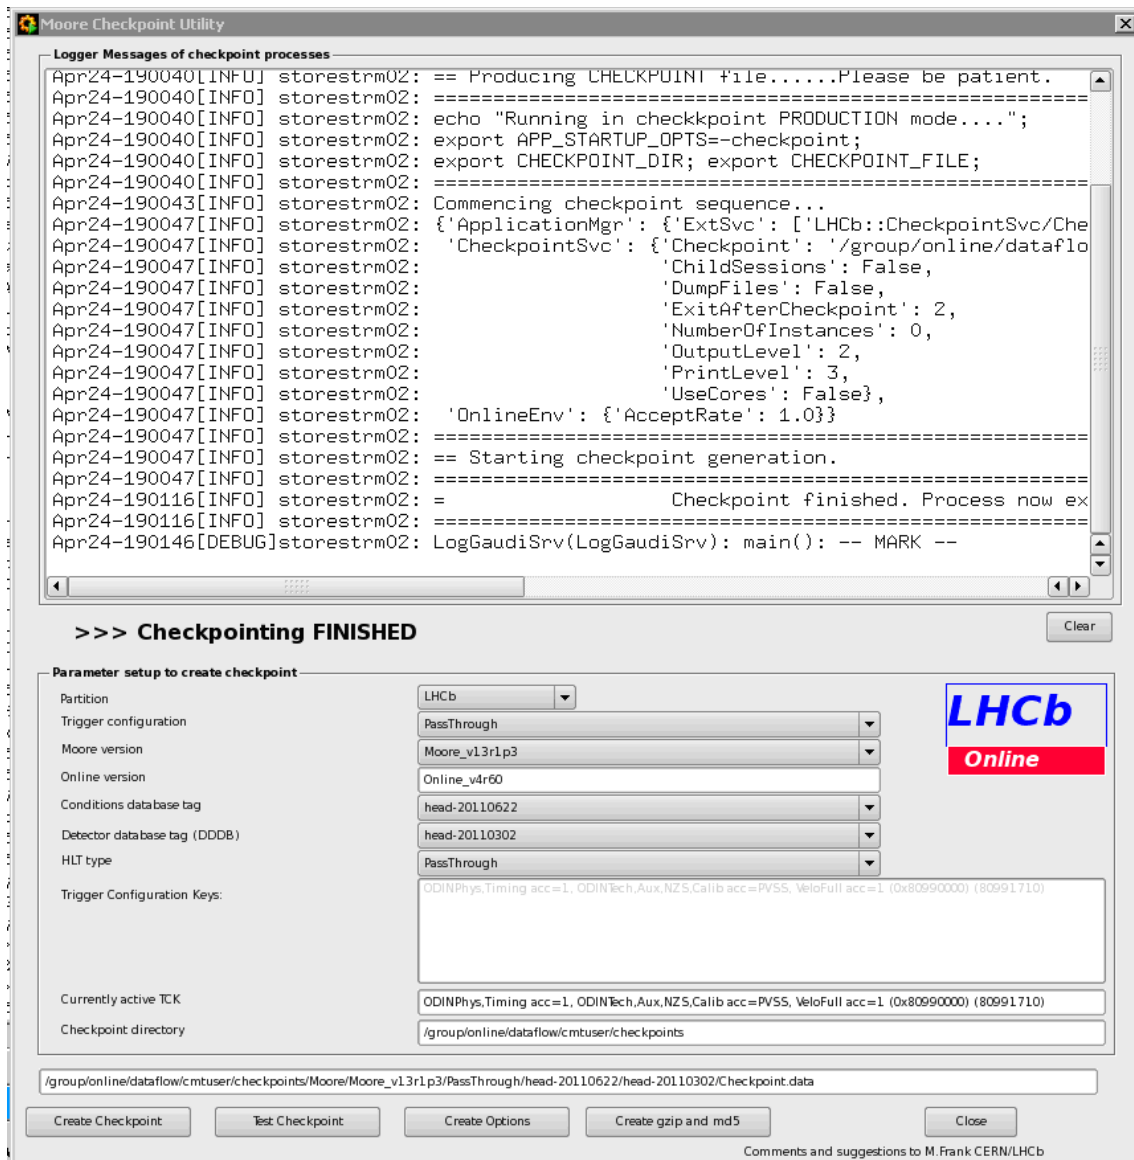 Moore Checkpoint Utility
Logger Messages of checkpoint processes
Apr24-190040[INFO] storestrm02: == Producing CHECKPOINT file......Please be patient.
Apr24-190040[INFO] storestrm02: ==================================================
Apr24-190040[INFO] storestrm02: echo "Running in checkkpoint PRODUCTION mode....";
Apr24-190040[INFO] storestrm02: export APP_STARTUP_OPTS=-checkpoint;
Apr24-190040[INFO] storestrm02: export CHECKPOINT_DIR; export CHECKPOINT_FILE;
Apr24-190040[INFO] storestrm02: ==================================================
Apr24-190043[INFO] storestrm02: Commencing checkpoint sequence...
Apr24-190047[INFO] storestrm02: {'ApplicationMgr': {'ExtSvc': ['LHCb::CheckpointSvc/Che
Apr24-190047[INFO] storestrm02:  'CheckpointSvc': {'Checkpoint': '/group/online/dataflo
Apr24-190047[INFO] storestrm02:                   'ChildSessions': False,
Apr24-190047[INFO] storestrm02:                   'DumpFiles': False,
Apr24-190047[INFO] storestrm02:                   'ExitAfterCheckpoint': 2,
Apr24-190047[INFO] storestrm02:                   'NumberOfInstances': 0,
Apr24-190047[INFO] storestrm02:                   'OutputLevel': 2,
Apr24-190047[INFO] storestrm02:                   'PrintLevel': 3,
Apr24-190047[INFO] storestrm02:                   'UseCores': False},
Apr24-190047[INFO] storestrm02:  'OnlineEnv': {'AcceptRate': 1.0}}
Apr24-190047[INFO] storestrm02: ==================================================
Apr24-190047[INFO] storestrm02: == Starting checkpoint generation.
Apr24-190047[INFO] storestrm02: ==================================================
Apr24-190116[INFO] storestrm02: =                  Checkpoint finished. Process now ex
Apr24-190116[INFO] storestrm02: ==================================================
Apr24-190146[DEBUG]storestrm02: LogGaudiSrv(LogGaudiSrv): main(): -- MARK --
>>> Checkpointing FINISHED
Clear
Parameter setup to create checkpoint
Partition LHCb
LHCb
Online
Trigger configuration PassThrough
Moore version Moore_v13r1p3
Online version Online_v4r60
Conditions database tag head-20110622
Detector database tag (DDDB) head-20110302
HLT type PassThrough
Trigger Configuration Keys: ODINPhys,Timing acc=1, ODINTech,Aux,NZS,Calib acc=PVSS, VeloFull acc=1 (0x80990000) (80991710)
Currently active TCK ODINPhys,Timing acc=1, ODINTech,Aux,NZS,Calib acc=PVSS, VeloFull acc=1 (0x80990000) (80991710)
Checkpoint directory /group/online/dataflow/cmtuser/checkpoints
/group/online/dataflow/cmtuser/checkpoints/Moore/Moore_v13r1p3/PassThrough/head-20110622/head-20110302/Checkpoint.data
Create Checkpoint Test Checkpoint Create Options Create gzip and md5 Close
Comments and suggestions to M.Frank CERN/LHCb